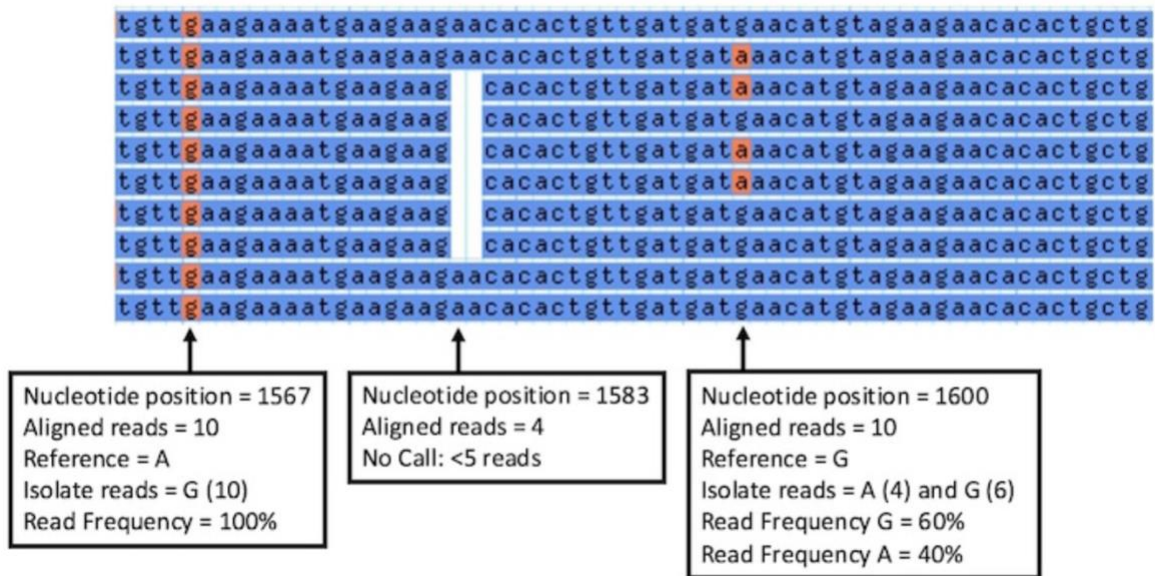 tgttgaagaaaatgaagaagaacacactgttgatgatgaacatgtagaagaacacactgctg
tgttgaagaaaatgaagaagaacacactgttgatgataaacatgtagaagaacacactgctg
tgttgaagaaaatgaagaag cacactgttgatgataaacatgtagaagaacacactgctg
tgttgaagaaaatgaagaag cacactgttgatgatgaacatgtagaagaacacactgctg
tgttgaagaaaatgaagaag cacactgttgatgataaacatgtagaagaacacactgctg
tgttgaagaaaatgaagaag cacactgttgatgataaacatgtagaagaacacactgctg
tgttgaagaaaatgaagaag cacactgttgatgatgaacatgtagaagaacacactgctg
tgttgaagaaaatgaagaag cacactgttgatgatgaacatgtagaagaacacactgctg
tgttgaagaaaatgaagaagaacacactgttgatgatgaacatgtagaagaacacactgctg
tgttgaagaaaatgaagaagaacacactgttgatgatgaacatgtagaagaacacactgctg
Nucleotide position = 1567
Aligned reads = 10
Reference = A
Isolate reads = G (10)
Read Frequency = 100%
Nucleotide position = 1583
Aligned reads = 4
No Call: <5 reads
Nucleotide position = 1600
Aligned reads = 10
Reference = G
Isolate reads = A (4) and G (6)
Read Frequency G = 60%
Read Frequency A = 40%